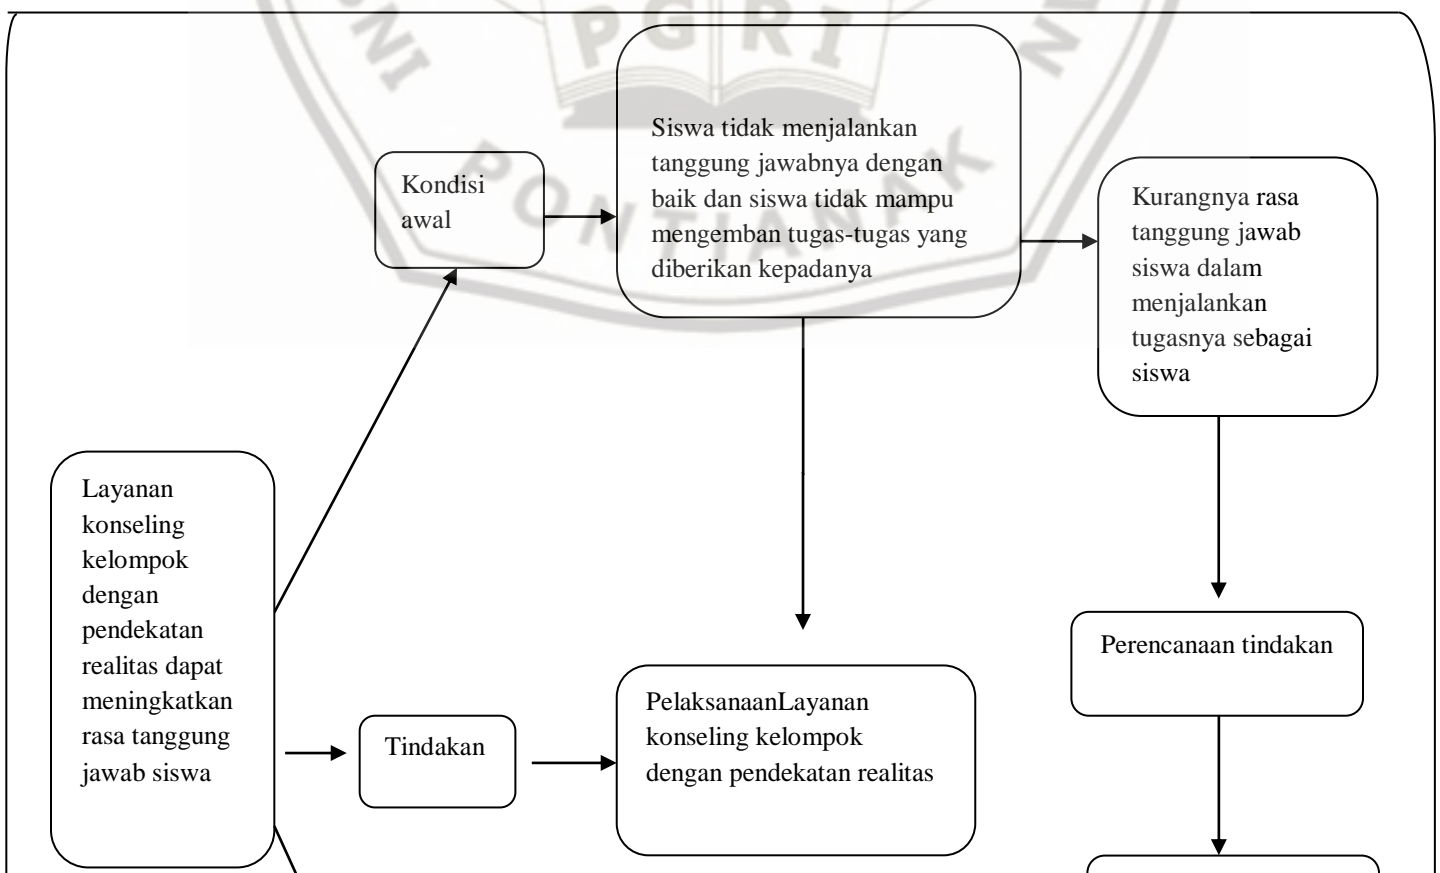 PGRI
PONTIANAK
Kondisi
awal
Siswa tidak menjalankan
tanggung jawabnya dengan
baik dan siswa tidak mampu
mengemban tugas-tugas yang
diberikan kepadanya
Kurangnya rasa
tanggung jawab
siswa dalam
menjalankan
tugasnya sebagai
siswa
Layanan
konseling
kelompok
dengan
pendekatan
realitas dapat
meningkatkan
rasa tanggung
jawab siswa
Tindakan
PelaksanaanLayanan
konseling kelompok
dengan pendekatan realitas
Perencanaan tindakan